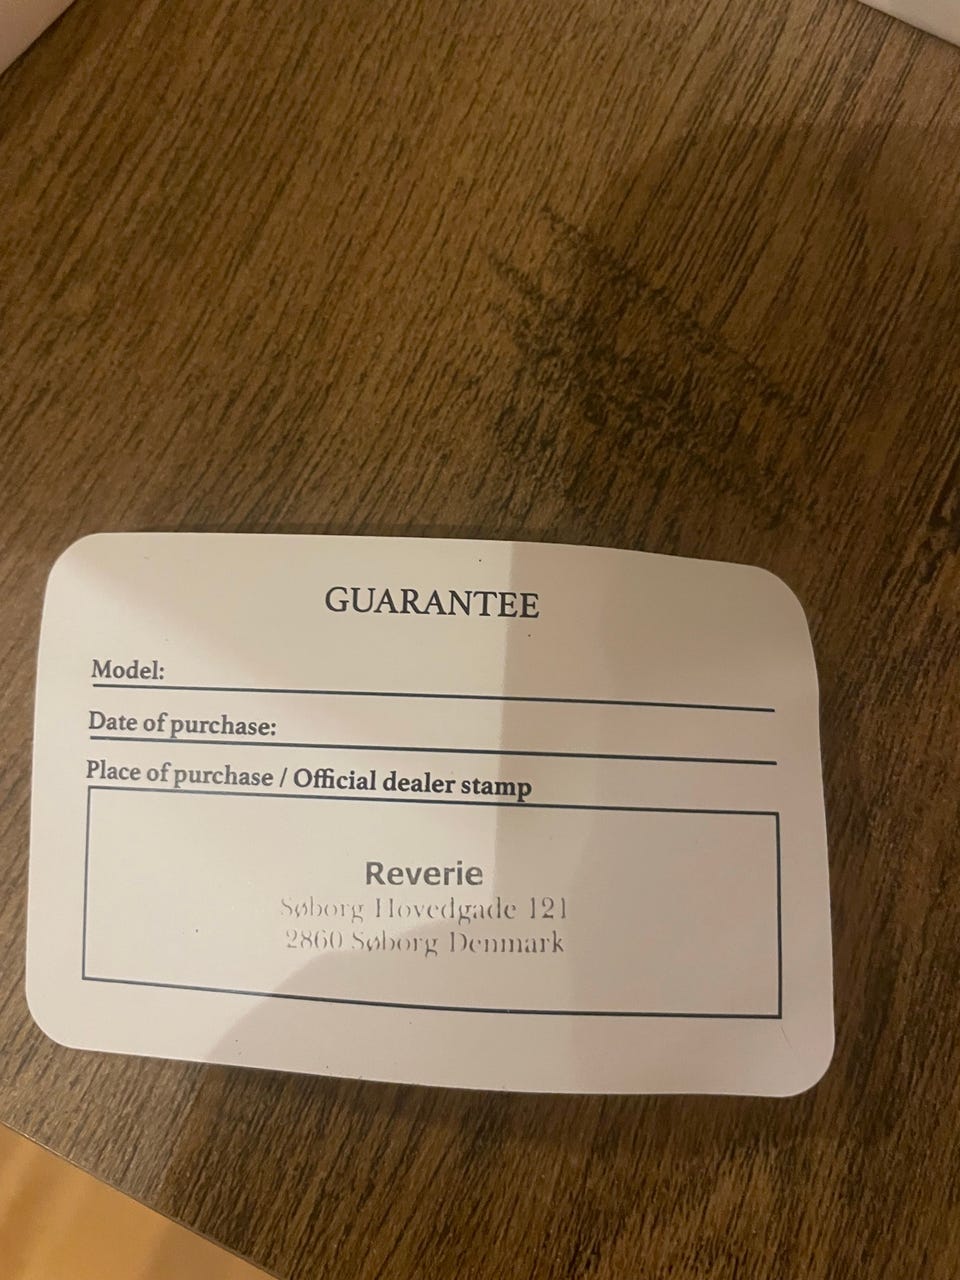 GUARANTEE
Model:
Date of purchase:
Place of purchase / Official dealer stamp
Reverie
Søborg Hovedgade 121
2860 Søborg Denmark